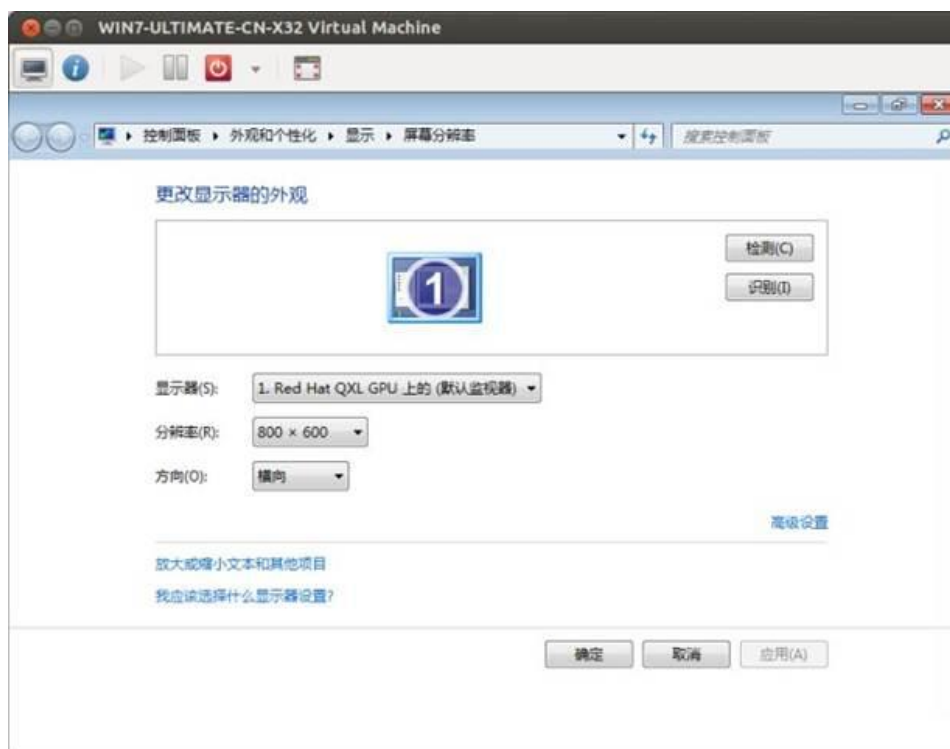 WIN7-ULTIMATE-CN-X32 Virtual Machine
控制面板 外观和个性化 显示 屏幕分辨率 搜索控制面板
更改显示器的外观
检测(C)
1
识别(I)
显示器(S): 1. Red Hat QXL GPU 上的 (默认监视器)
分辨率(R): 800 × 600
方向(O): 横向
高级设置
放大或缩小文本和其他项目
我应该选择什么显示器设置?
确定 取消 应用(A)